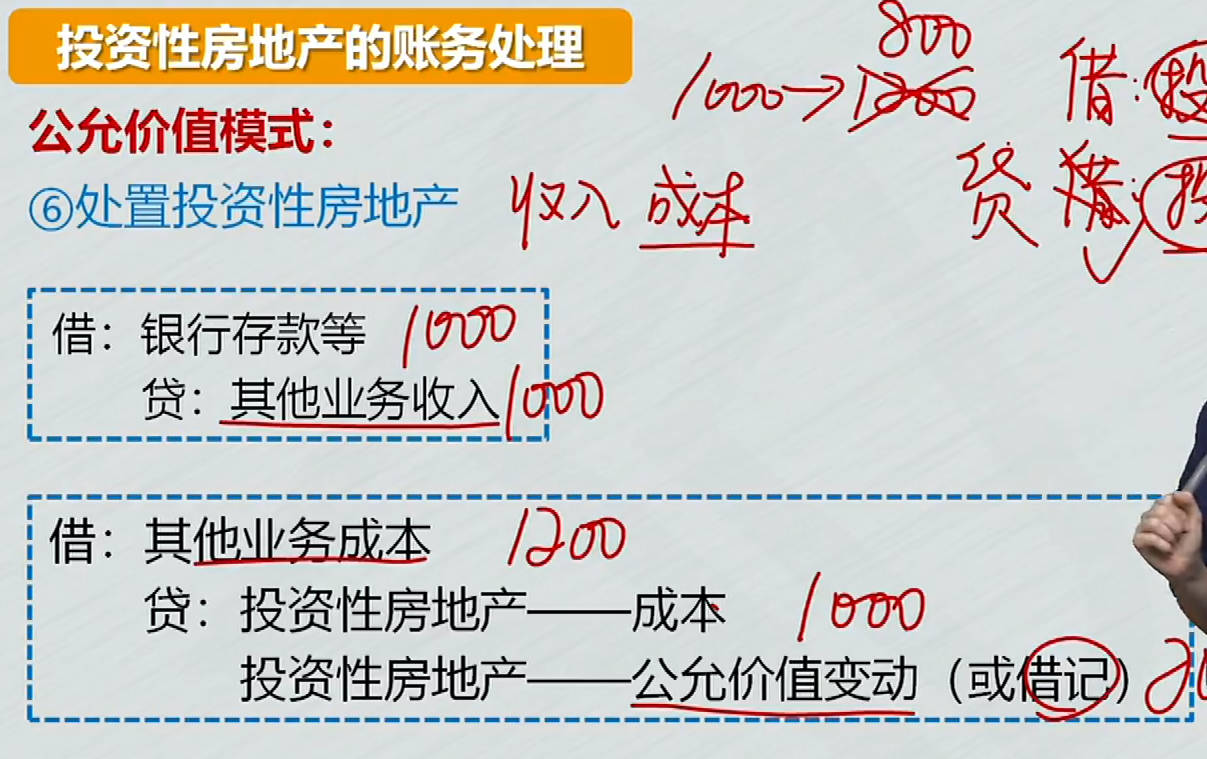 投资性房地产的账务处理
800
1000→1200
借：投
公允价值模式：
贷 借：投
⑥处置投资性房地产 收入 成本
借：银行存款等 1000
贷：其他业务收入 1000
借：其他业务成本 1200
贷：投资性房地产——成本 1000
投资性房地产——公允价值变动（或借记）